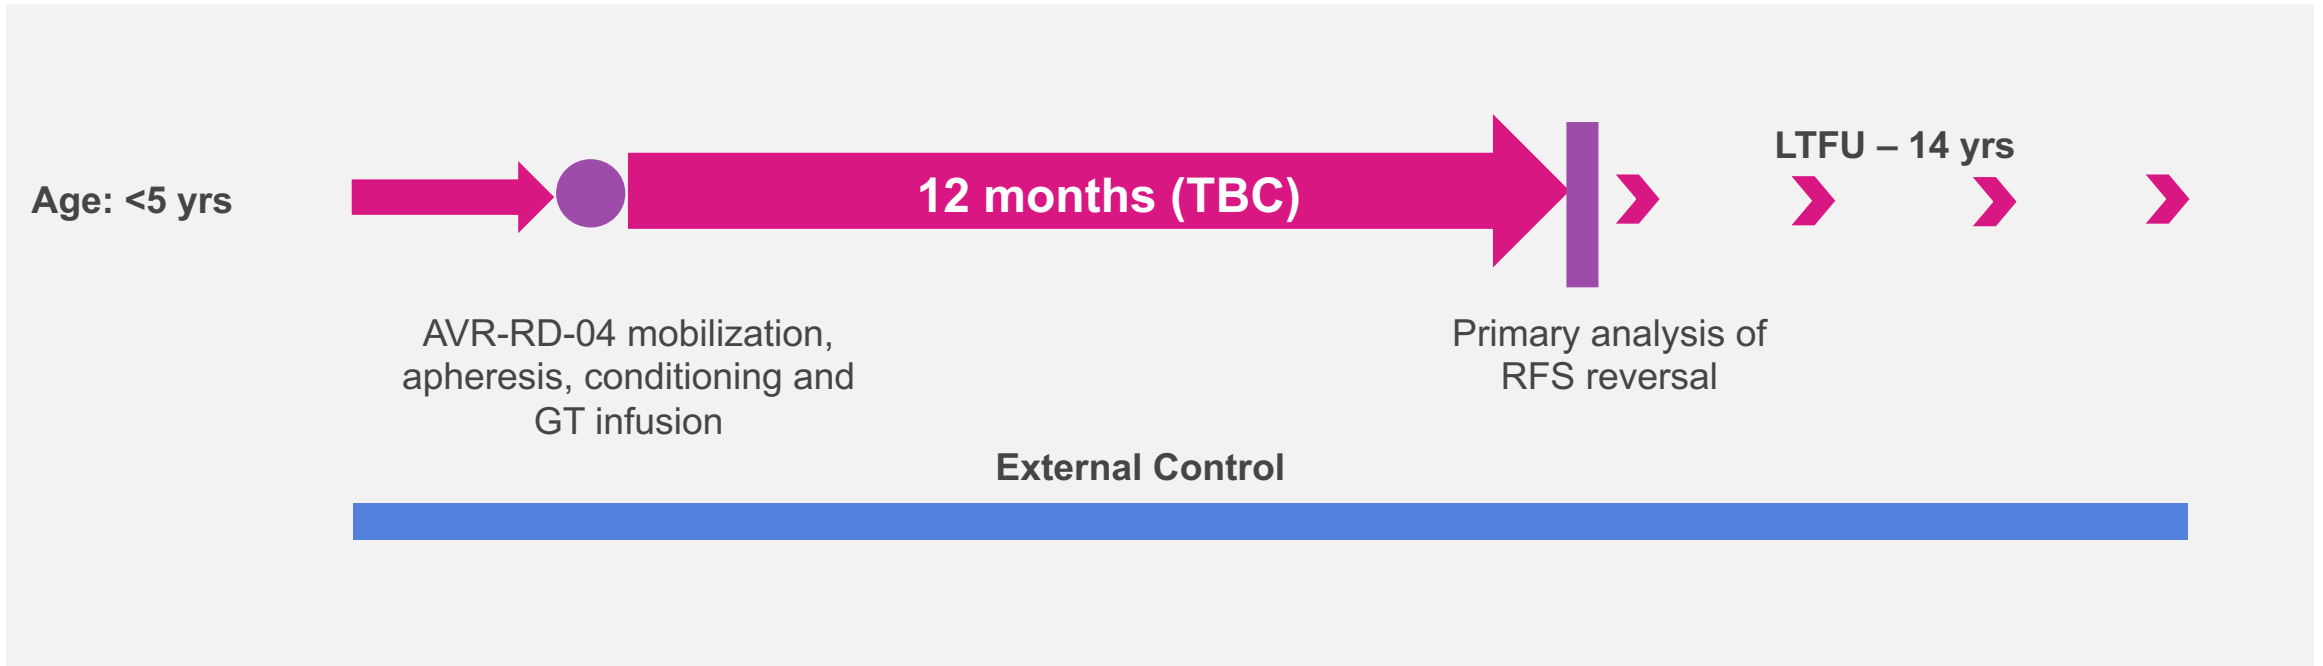 Age: <5 yrs
12 months (TBC)
LTFU – 14 yrs
AVR-RD-04 mobilization,
apheresis, conditioning and
GT infusion
Primary analysis of
RFS reversal
External Control